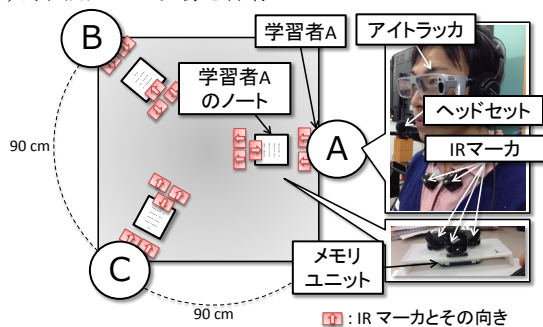 B
学習者A
アイトラッカ
学習者A
のノート
ヘッドセット
IRマーカ
A
90 cm
C
メモリ
ユニット
90 cm
: IR マーカとその向き